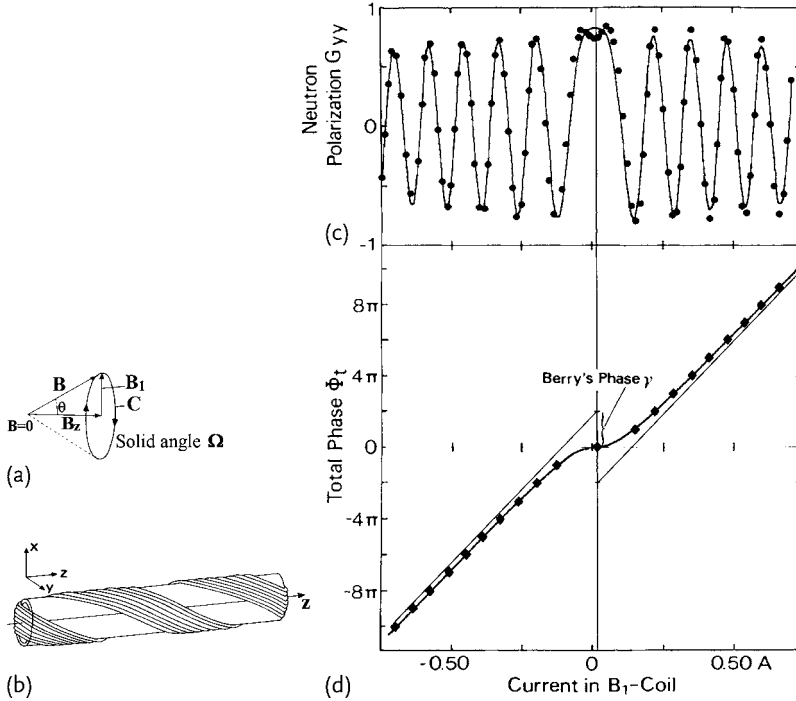 1
0
-1
Neutron
Polarization Gyy
(c)
B
B1
θ
C
B=0
Bz
Solid angle Ω
(a)
x
z
y
z
(b)
8π
4π
0
-4π
-8π
Total Phase Φt
Berry's Phase γ
-0.50
0
0.50 A
(d)
Current in B1-Coil